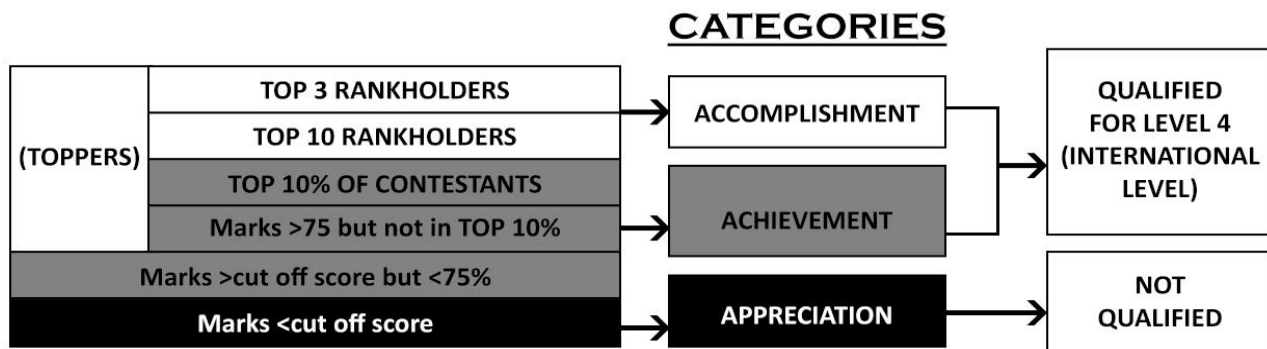 CATEGORIES
(TOPPERS)
TOP 3 RANKHOLDERS
TOP 10 RANKHOLDERS
TOP 10% OF CONTESTANTS
Marks >75 but not in TOP 10%
Marks >cut off score but <75%
Marks <cut off score
ACCOMPLISHMENT
ACHIEVEMENT
APPRECIATION
QUALIFIED
FOR LEVEL 4
(INTERNATIONAL
LEVEL)
NOT
QUALIFIED